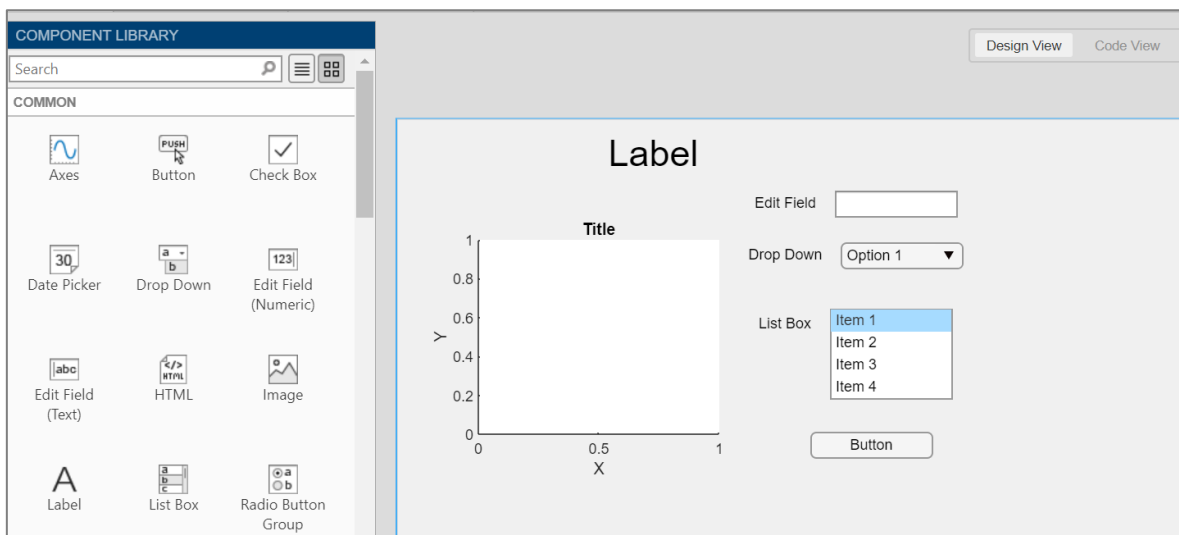 COMPONENT LIBRARY
Search
COMMON
Axes
PUSH
Button
Check Box
30
Date Picker
a
b
Drop Down
123
Edit Field
(Numeric)
abc
Edit Field
(Text)
</>
HTML
HTML
Image
A
Label
a
b
c
List Box
a
b
Radio Button
Group
Design View
Code View
Label
Title
1
0.8
0.6
0.4
0.2
0
Y
0
0.5
1
X
Edit Field
Drop Down
Option 1
List Box
Item 1
Item 2
Item 3
Item 4
Button